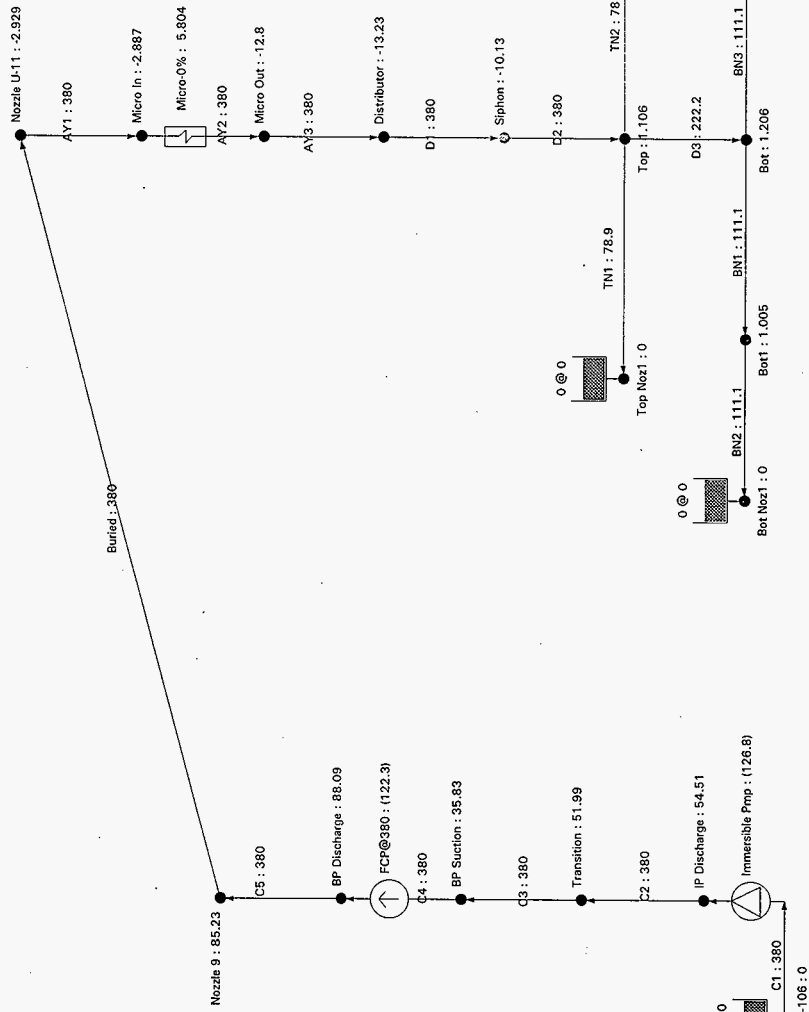 Nozzle U-11 : -2.929
AY1 : 380
Micro In : -2.887
Micro-0% : 5.804
AY2 : 380
Micro Out : -12.8
AY3 : 380
Distributor : -13.23
D1 : 380
Siphon : -10.13
D2 : 380
TN2 : 78
Top : 1.106
D3 : 222.2
BN3 : 111.1
Bot : 1.206
TN1 : 78.9
BN1 : 111.1
0 @ 0
Top Noz1 : 0
Bot1 : 1.005
BN2 : 111.1
0 @ 0
Bot Noz1 : 0
Buried : 380
Nozzle 9 : 85.23
C5 : 380
BP Discharge : 88.09
FCP@380 : (122.3)
C4 : 380
BP Suction : 35.83
C3 : 380
Transition : 51.99
C2 : 380
IP Discharge : 54.51
Immersible Pmp : (126.8)
C1 : 380
0
-106 : 0